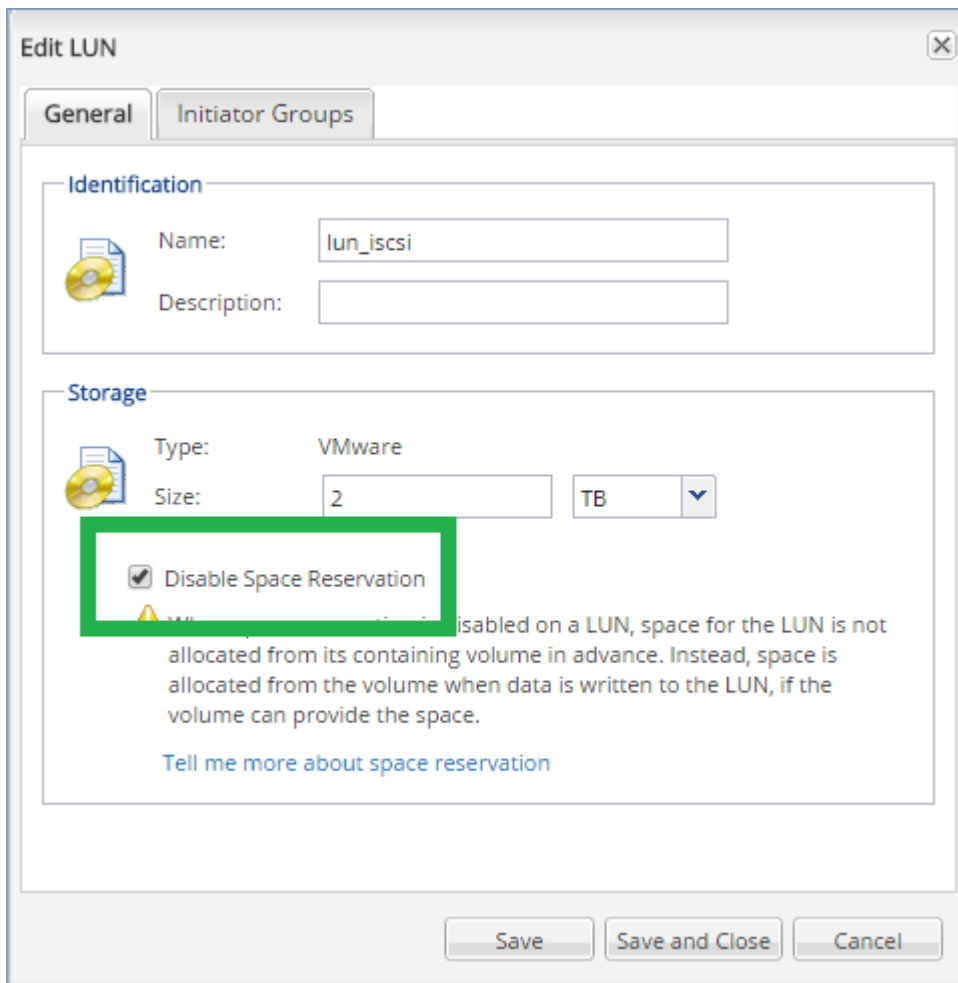 Edit LUN
General
Initiator Groups
Identification
Name:
lun_iscsi
Description:
Storage
Type:
VMware
Size:
2
TB
Disable Space Reservation
isabled on a LUN, space for the LUN is not
allocated from its containing volume in advance. Instead, space is
allocated from the volume when data is written to the LUN, if the
volume can provide the space.
Tell me more about space reservation
Save
Save and Close
Cancel